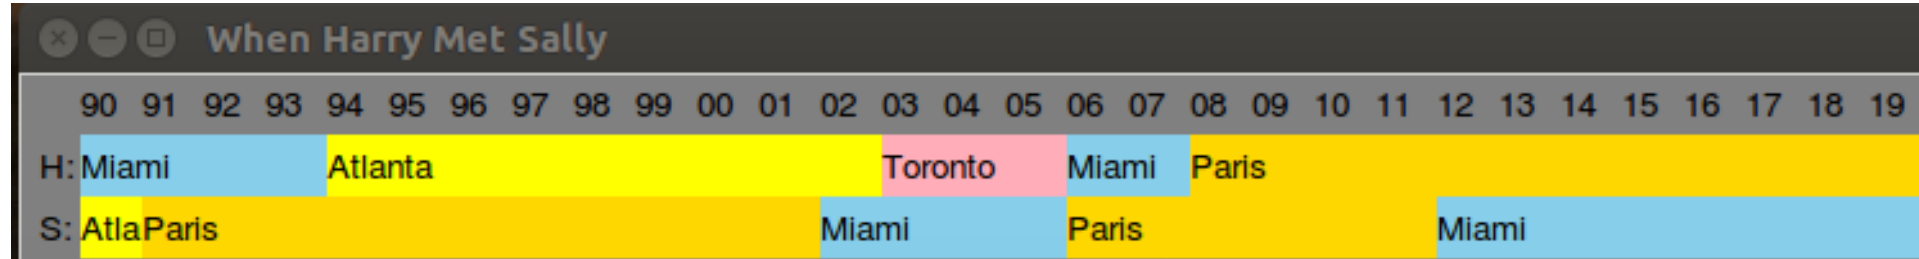 When Harry Met Sally
90 91 92 93 94 95 96 97 98 99 00 01 02 03 04 05 06 07 08 09 10 11 12 13 14 15 16 17 18 19
H: Miami Atlanta Toronto Miami Paris
S: Atla Paris Miami Paris Miami